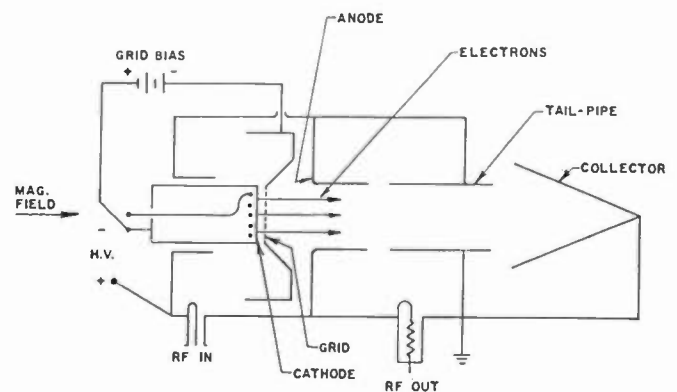 ANODE
GRID BIAS
+ -
ELECTRONS
TAIL-PIPE
COLLECTOR
MAG.
FIELD
-
H.V.
+
GRID
RF IN
CATHODE
RF OUT